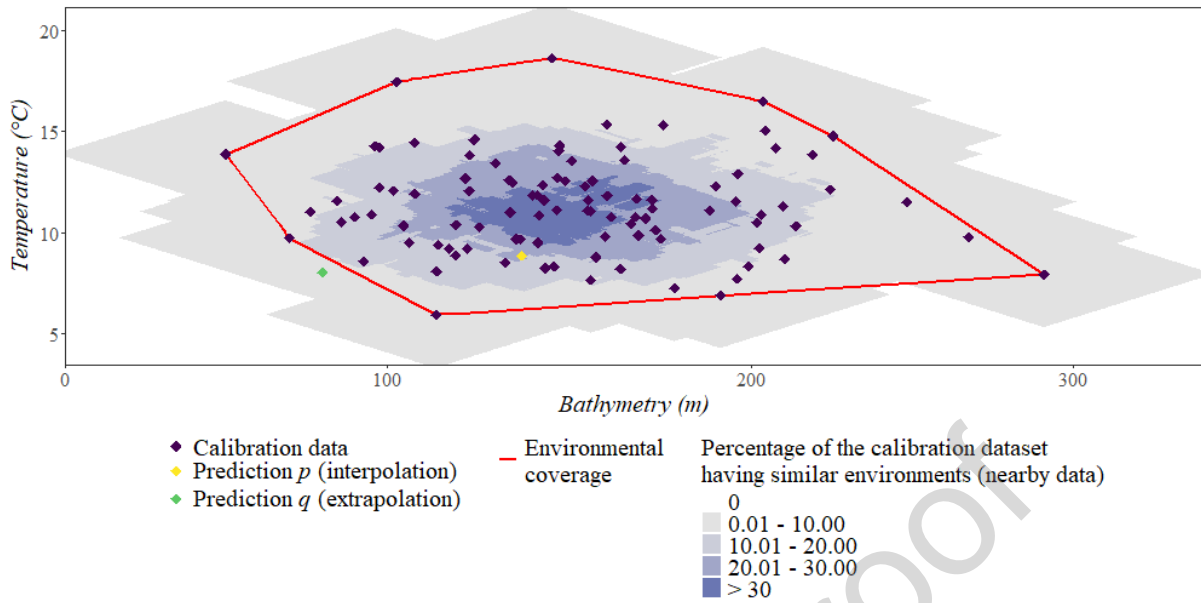 20
15
10
5
Temperature (°C)
0
100
200
300
Bathymetry (m)
Calibration data
Prediction p (interpolation)
Prediction q (extrapolation)
Environmental
coverage
Percentage of the calibration dataset
having similar environments (nearby data)
0
0.01 - 10.00
10.01 - 20.00
20.01 - 30.00
> 30
roof